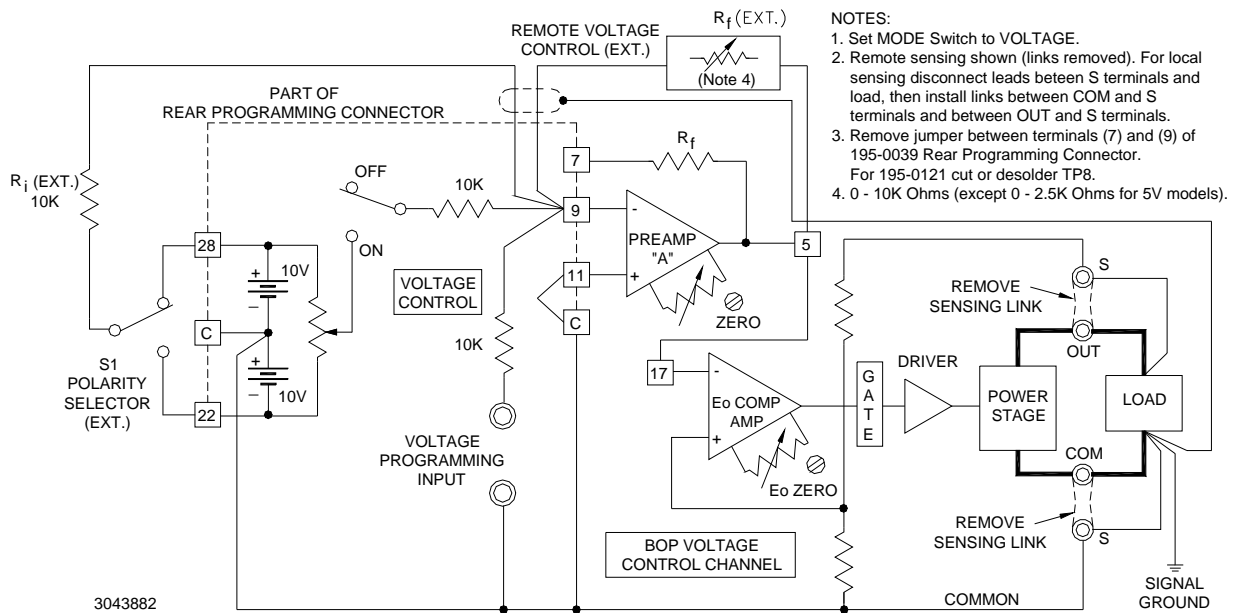 R f (EXT.)
REMOTE VOLTAGE
CONTROL (EXT.)
(Note 4)
NOTES:
1. Set MODE Switch to VOLTAGE.
2. Remote sensing shown (links removed). For local
sensing disconnect leads beteen S terminals and
load, then install links between COM and S
terminals and between OUT and S terminals.
3. Remove jumper between terminals (7) and (9) of
195-0039 Rear Programming Connector.
For 195-0121 cut or desolder TP8.
4. 0 - 10K Ohms (except 0 - 2.5K Ohms for 5V models).
PART OF
REAR PROGRAMMING CONNECTOR
R i (EXT.)
10K
OFF
ON
10K
7
R f
9
-
PREAMP
"A"
+
11
C
ZERO
5
28
+
10V
–
C
+
10V
–
22
S1
POLARITY
SELECTOR
(EXT.)
VOLTAGE
CONTROL
10K
VOLTAGE
PROGRAMMING
INPUT
17
-
Eo COMP
AMP
+
Eo ZERO
GATE
DRIVER
POWER
STAGE
LOAD
S
REMOVE
SENSING LINK
OUT
COM
REMOVE
SENSING LINK
S
BOP VOLTAGE
CONTROL CHANNEL
COMMON
SIGNAL
GROUND
3043882